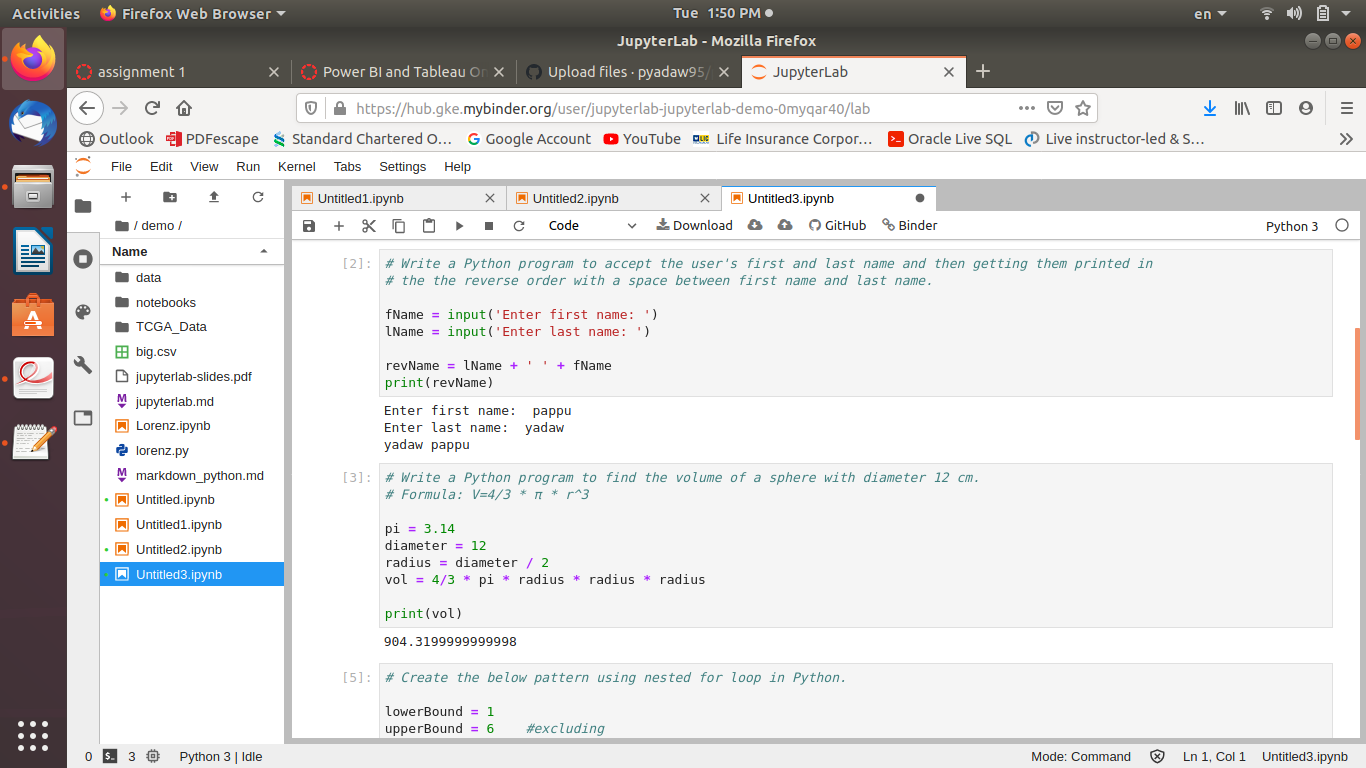 Activities
Firefox Web Browser
Tue 1:50 PM
en
JupyterLab - Mozilla Firefox
assignment 1
Power BI and Tableau Or
Upload files · pyadaw95/
JupyterLab
https://hub.gke.mybinder.org/user/jupyterlab-jupyterlab-demo-0myqar40/lab
Outlook
PDFescape
Standard Chartered O…
Google Account
YouTube
LIC
Life Insurance Corpor…
Oracle Live SQL
Live instructor-led & S…
File Edit View Run Kernel Tabs Settings Help
/ demo /
Name
data
notebooks
TCGA_Data
big.csv
jupyterlab-slides.pdf
jupyterlab.md
Lorenz.ipynb
lorenz.py
markdown_python.md
Untitled.ipynb
Untitled1.ipynb
Untitled2.ipynb
Untitled3.ipynb
Untitled1.ipynb
Untitled2.ipynb
Untitled3.ipynb
Code
Download
GitHub
Binder
Python 3
[2]:
# Write a Python program to accept the user's first and last name and then getting them printed in
# the the reverse order with a space between first name and last name.
fName = input('Enter first name: ')
lName = input('Enter last name: ')
revName = lName + ' ' + fName
print(revName)
Enter first name:  pappu
Enter last name:  yadaw
yadaw pappu
[3]:
# Write a Python program to find the volume of a sphere with diameter 12 cm.
# Formula: V=4/3 * π * r^3
pi = 3.14
diameter = 12
radius = diameter / 2
vol = 4/3 * pi * radius * radius * radius
print(vol)
904.3199999999998
[5]:
# Create the below pattern using nested for loop in Python.
lowerBound = 1
upperBound = 6    #excluding
0
3
Python 3 | Idle
Mode: Command
Ln 1, Col 1
Untitled3.ipynb